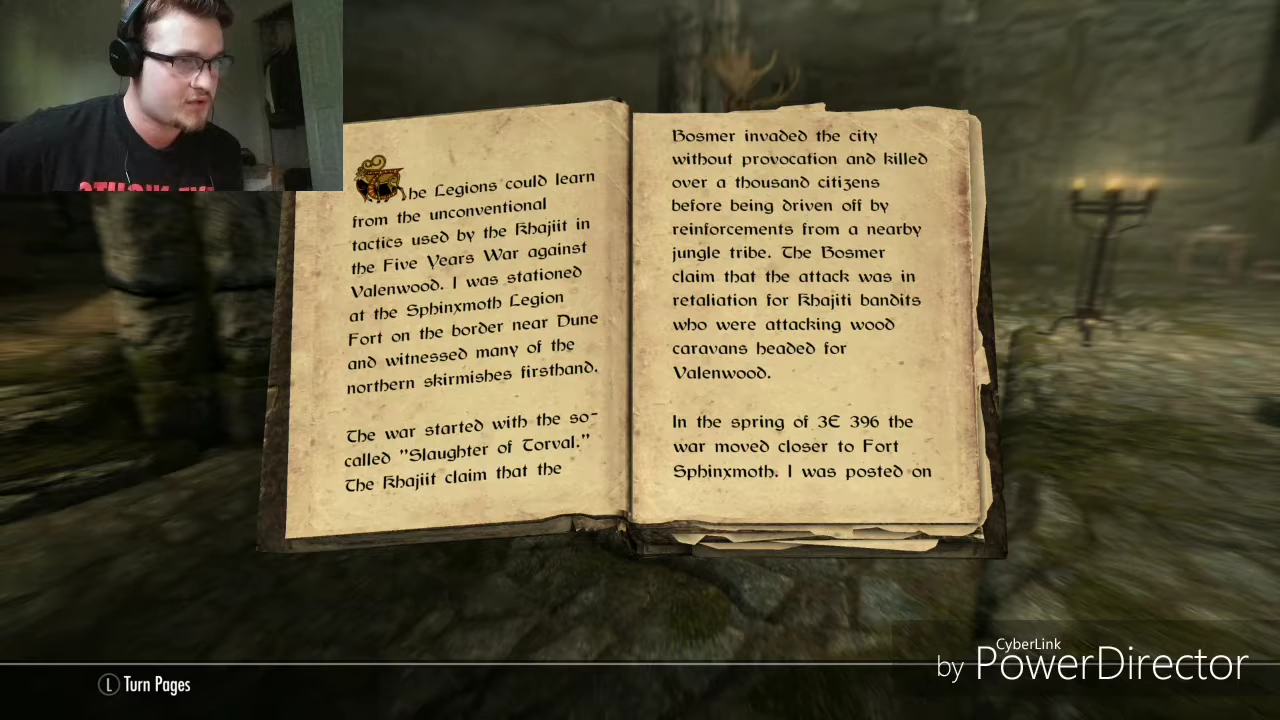 The Legions could learn
from the unconventional
tactics used by the Khajiit in
the Five Years War against
Valenwood. I was stationed
at the Sphinxmoth Legion
Fort on the border near Dune
and witnessed many of the
northern skirmishes firsthand.
The war started with the so-
called "Slaughter of Torval."
The Khajiit claim that the
Bosmer invaded the city
without provocation and killed
over a thousand citizens
before being driven off by
reinforcements from a nearby
jungle tribe. The Bosmer
claim that the attack was in
retaliation for Khajiti bandits
who were attacking wood
caravans headed for
Valenwood.
In the spring of 3E 396 the
war moved closer to Fort
Sphinxmoth. I was posted on
L Turn Pages
CyberLink
by PowerDirector